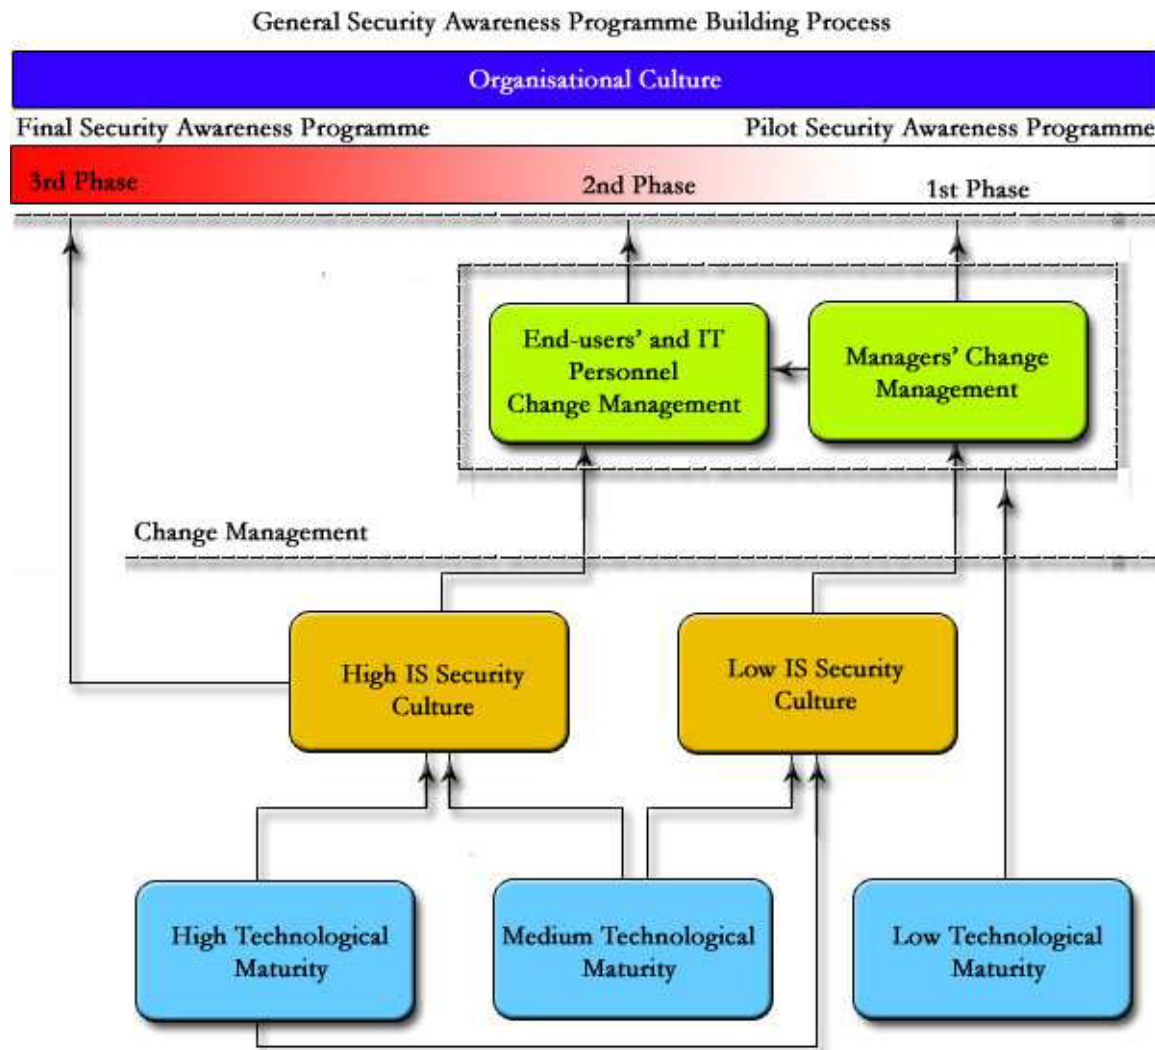 General Security Awareness Programme Building Process
Organisational Culture
Final Security Awareness Programme
Pilot Security Awareness Programme
3rd Phase
2nd Phase
1st Phase
End-users' and IT
Personnel
Change Management
Managers' Change
Management
Change Management
High IS Security
Culture
Low IS Security
Culture
High Technological
Maturity
Medium Technological
Maturity
Low Technological
Maturity